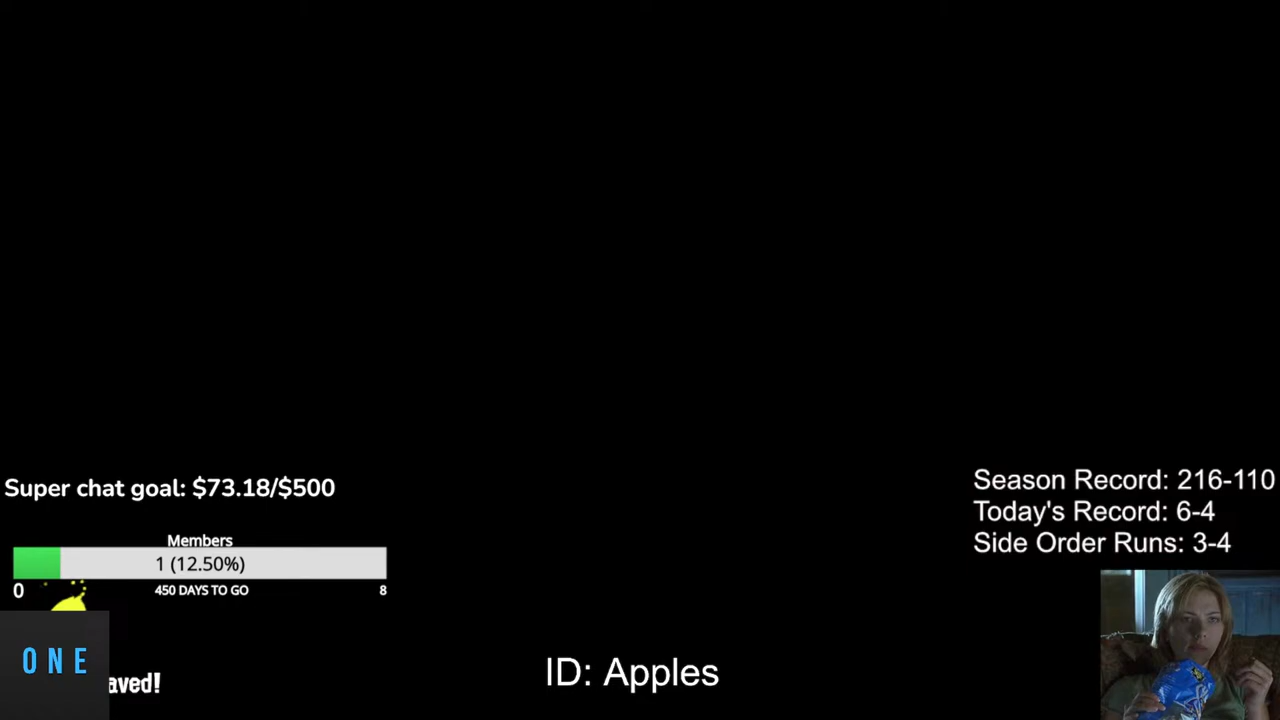 Super chat goal: $73.18/$500
Members
1 (12.50%)
0
450 DAYS TO GO
8
ONE
aved!
ID: Apples
Season Record: 216-110
Today's Record: 6-4
Side Order Runs: 3-4